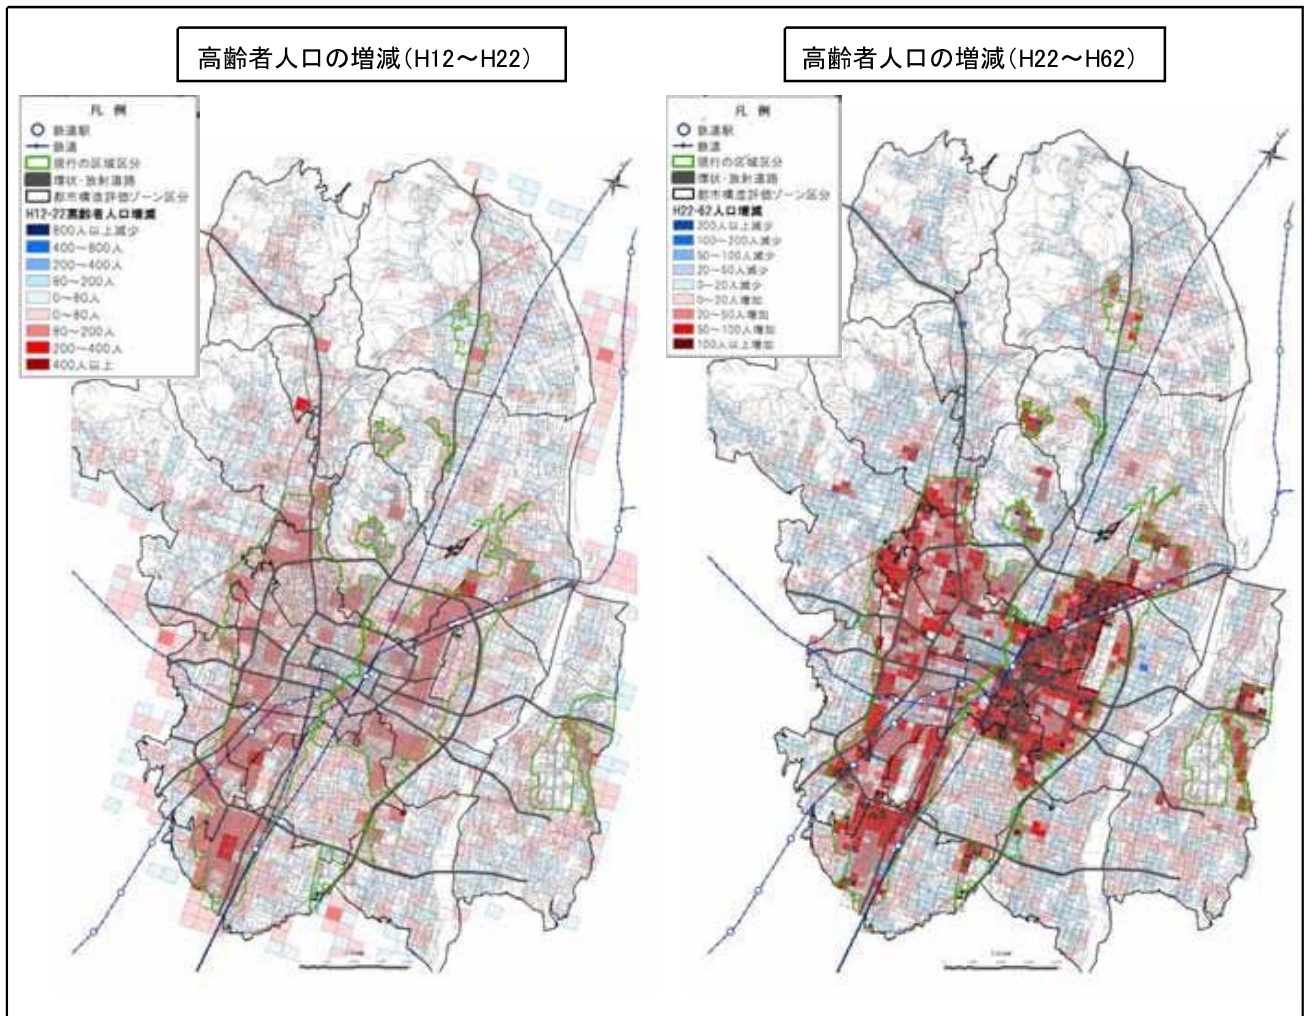 高齢者人口の増減(H12～H22)
凡例
鉄道駅
鉄道
現行の区域区分
環状・放射道路
都市構造評価ゾーン区分
H12-22高齢者人口増減
800人以上減少
400～800人
200～400人
80～200人
0～80人
0～80人
80～200人
200～400人
400人以上
高齢者人口の増減(H22～H62)
凡例
鉄道駅
鉄道
現行の区域区分
環状・放射道路
都市構造評価ゾーン区分
H22-62人口増減
200人以上減少
100～200人減少
50～100人減少
20～50人減少
0～20人減少
0～20人増加
20～50人増加
50～100人増加
100人以上増加